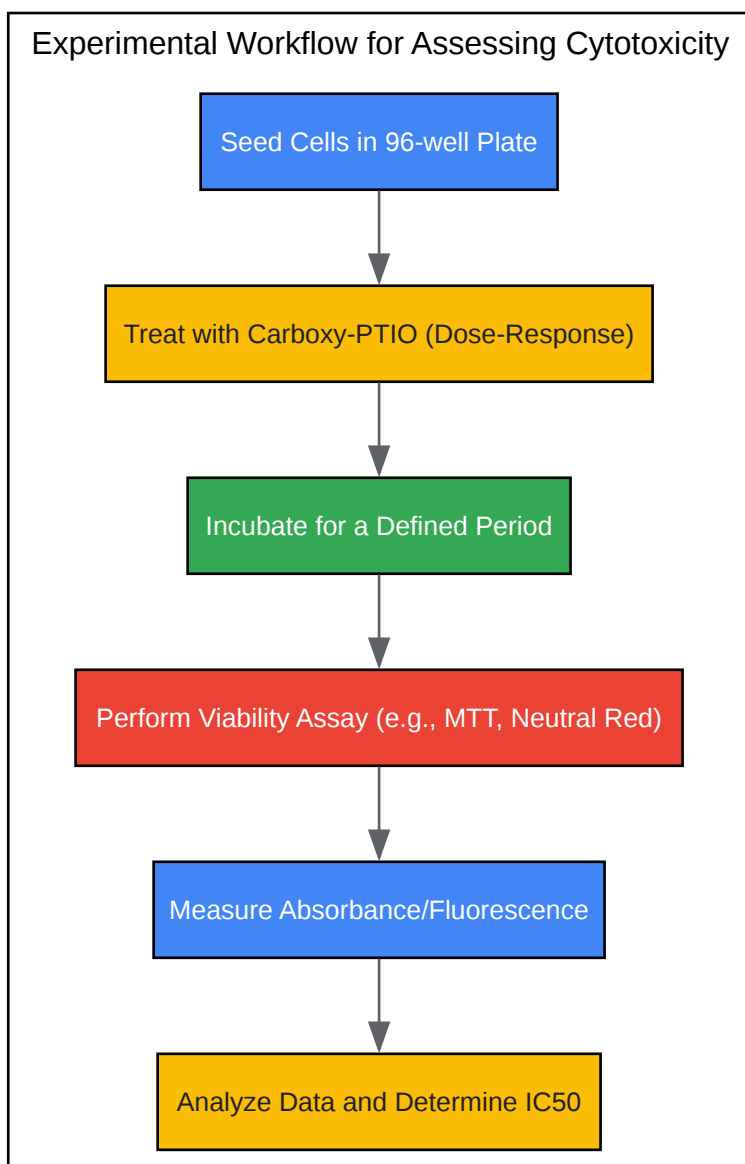 Experimental Workflow for Assessing Cytotoxicity
Seed Cells in 96-well Plate
Treat with Carboxy-PTIO (Dose-Response)
Incubate for a Defined Period
Perform Viability Assay (e.g., MTT, Neutral Red)
Measure Absorbance/Fluorescence
Analyze Data and Determine IC50